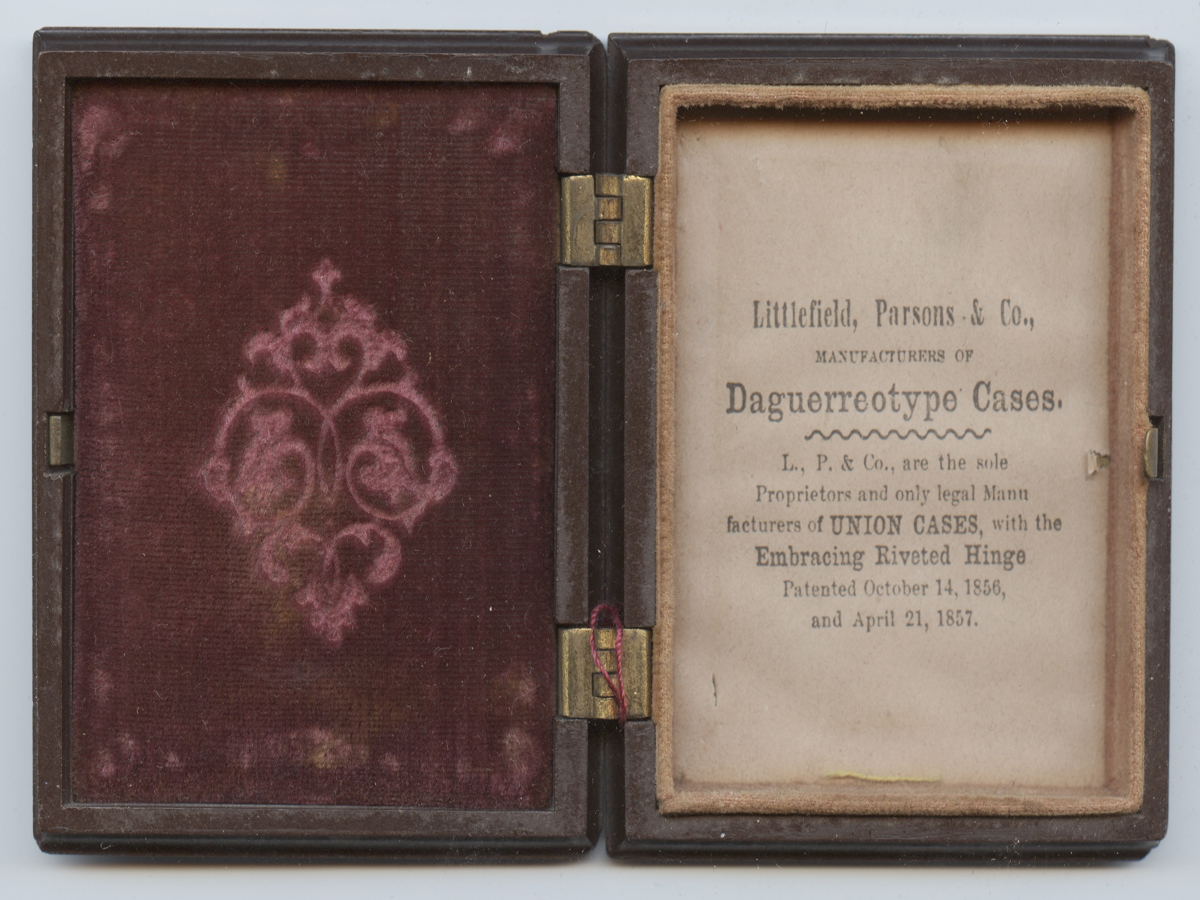 Littlefield, Parsons & Co.,
MANUFACTURERS OF
Daguerreotype Cases.
L., P. & Co., are the sole
Proprietors and only legal Manu
facturers of UNION CASES, with the
Embracing Riveted Hinge
Patented October 14, 1856,
and April 21, 1857.